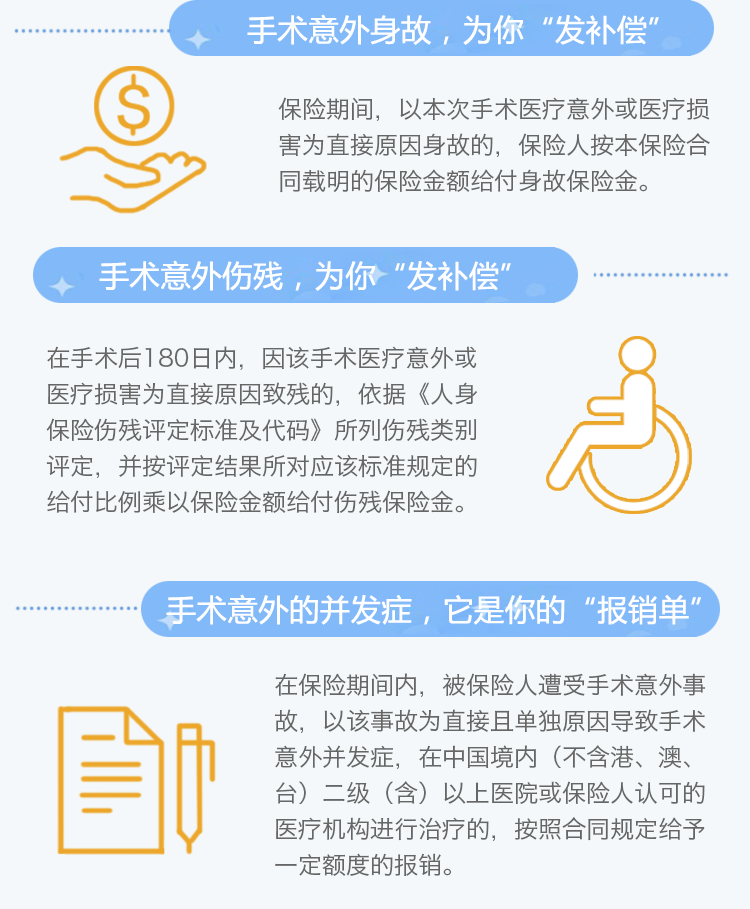 手术意外身故，为你“发补偿”
保险期间，以本次手术医疗意外或医疗损
害为直接原因身故的，保险人按本保险合
同载明的保险金额给付身故保险金。
手术意外伤残，为你“发补偿”
在手术后180日内，因该手术医疗意外或
医疗损害为直接原因致残的，依据《人身
保险伤残评定标准及代码》所列伤残类别
评定，并按评定结果所对应该标准规定的
给付比例乘以保险金额给付伤残保险金。
手术意外的并发症，它是你的“报销单”
在保险期间内，被保险人遭受手术意外事
故，以该事故为直接且单独原因导致手术
意外并发症，在中国境内（不含港、澳、
台）二级（含）以上医院或保险人认可的
医疗机构进行治疗的，按照合同规定给予
一定额度的报销。